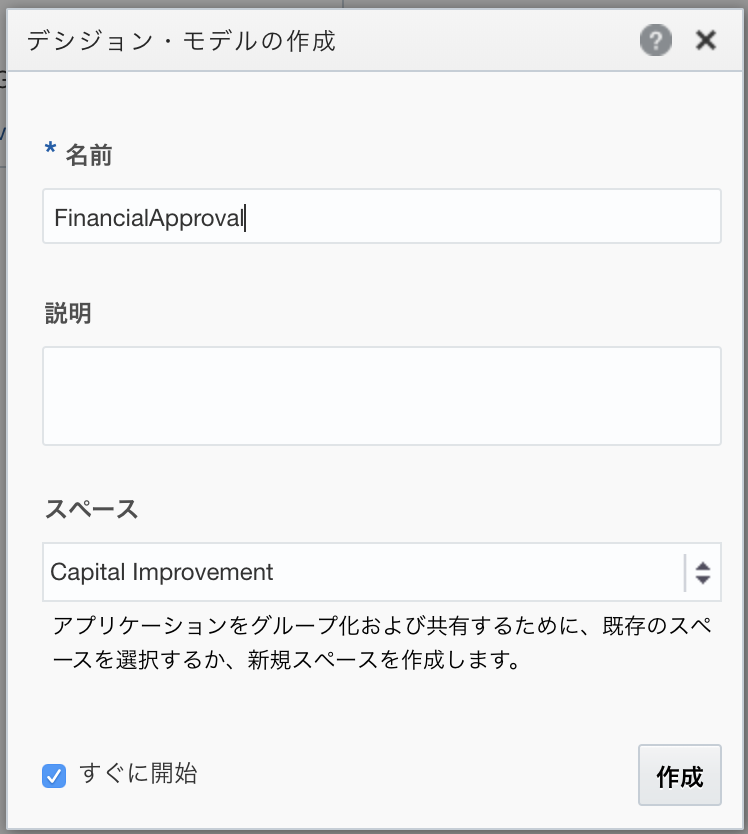 デシジョン・モデルの作成
?
* 名前
FinancialApproval
説明
スペース
Capital Improvement
アプリケーションをグループ化および共有するために、既存のスペ
ースを選択するか、新規スペースを作成します。
すぐに開始
作成